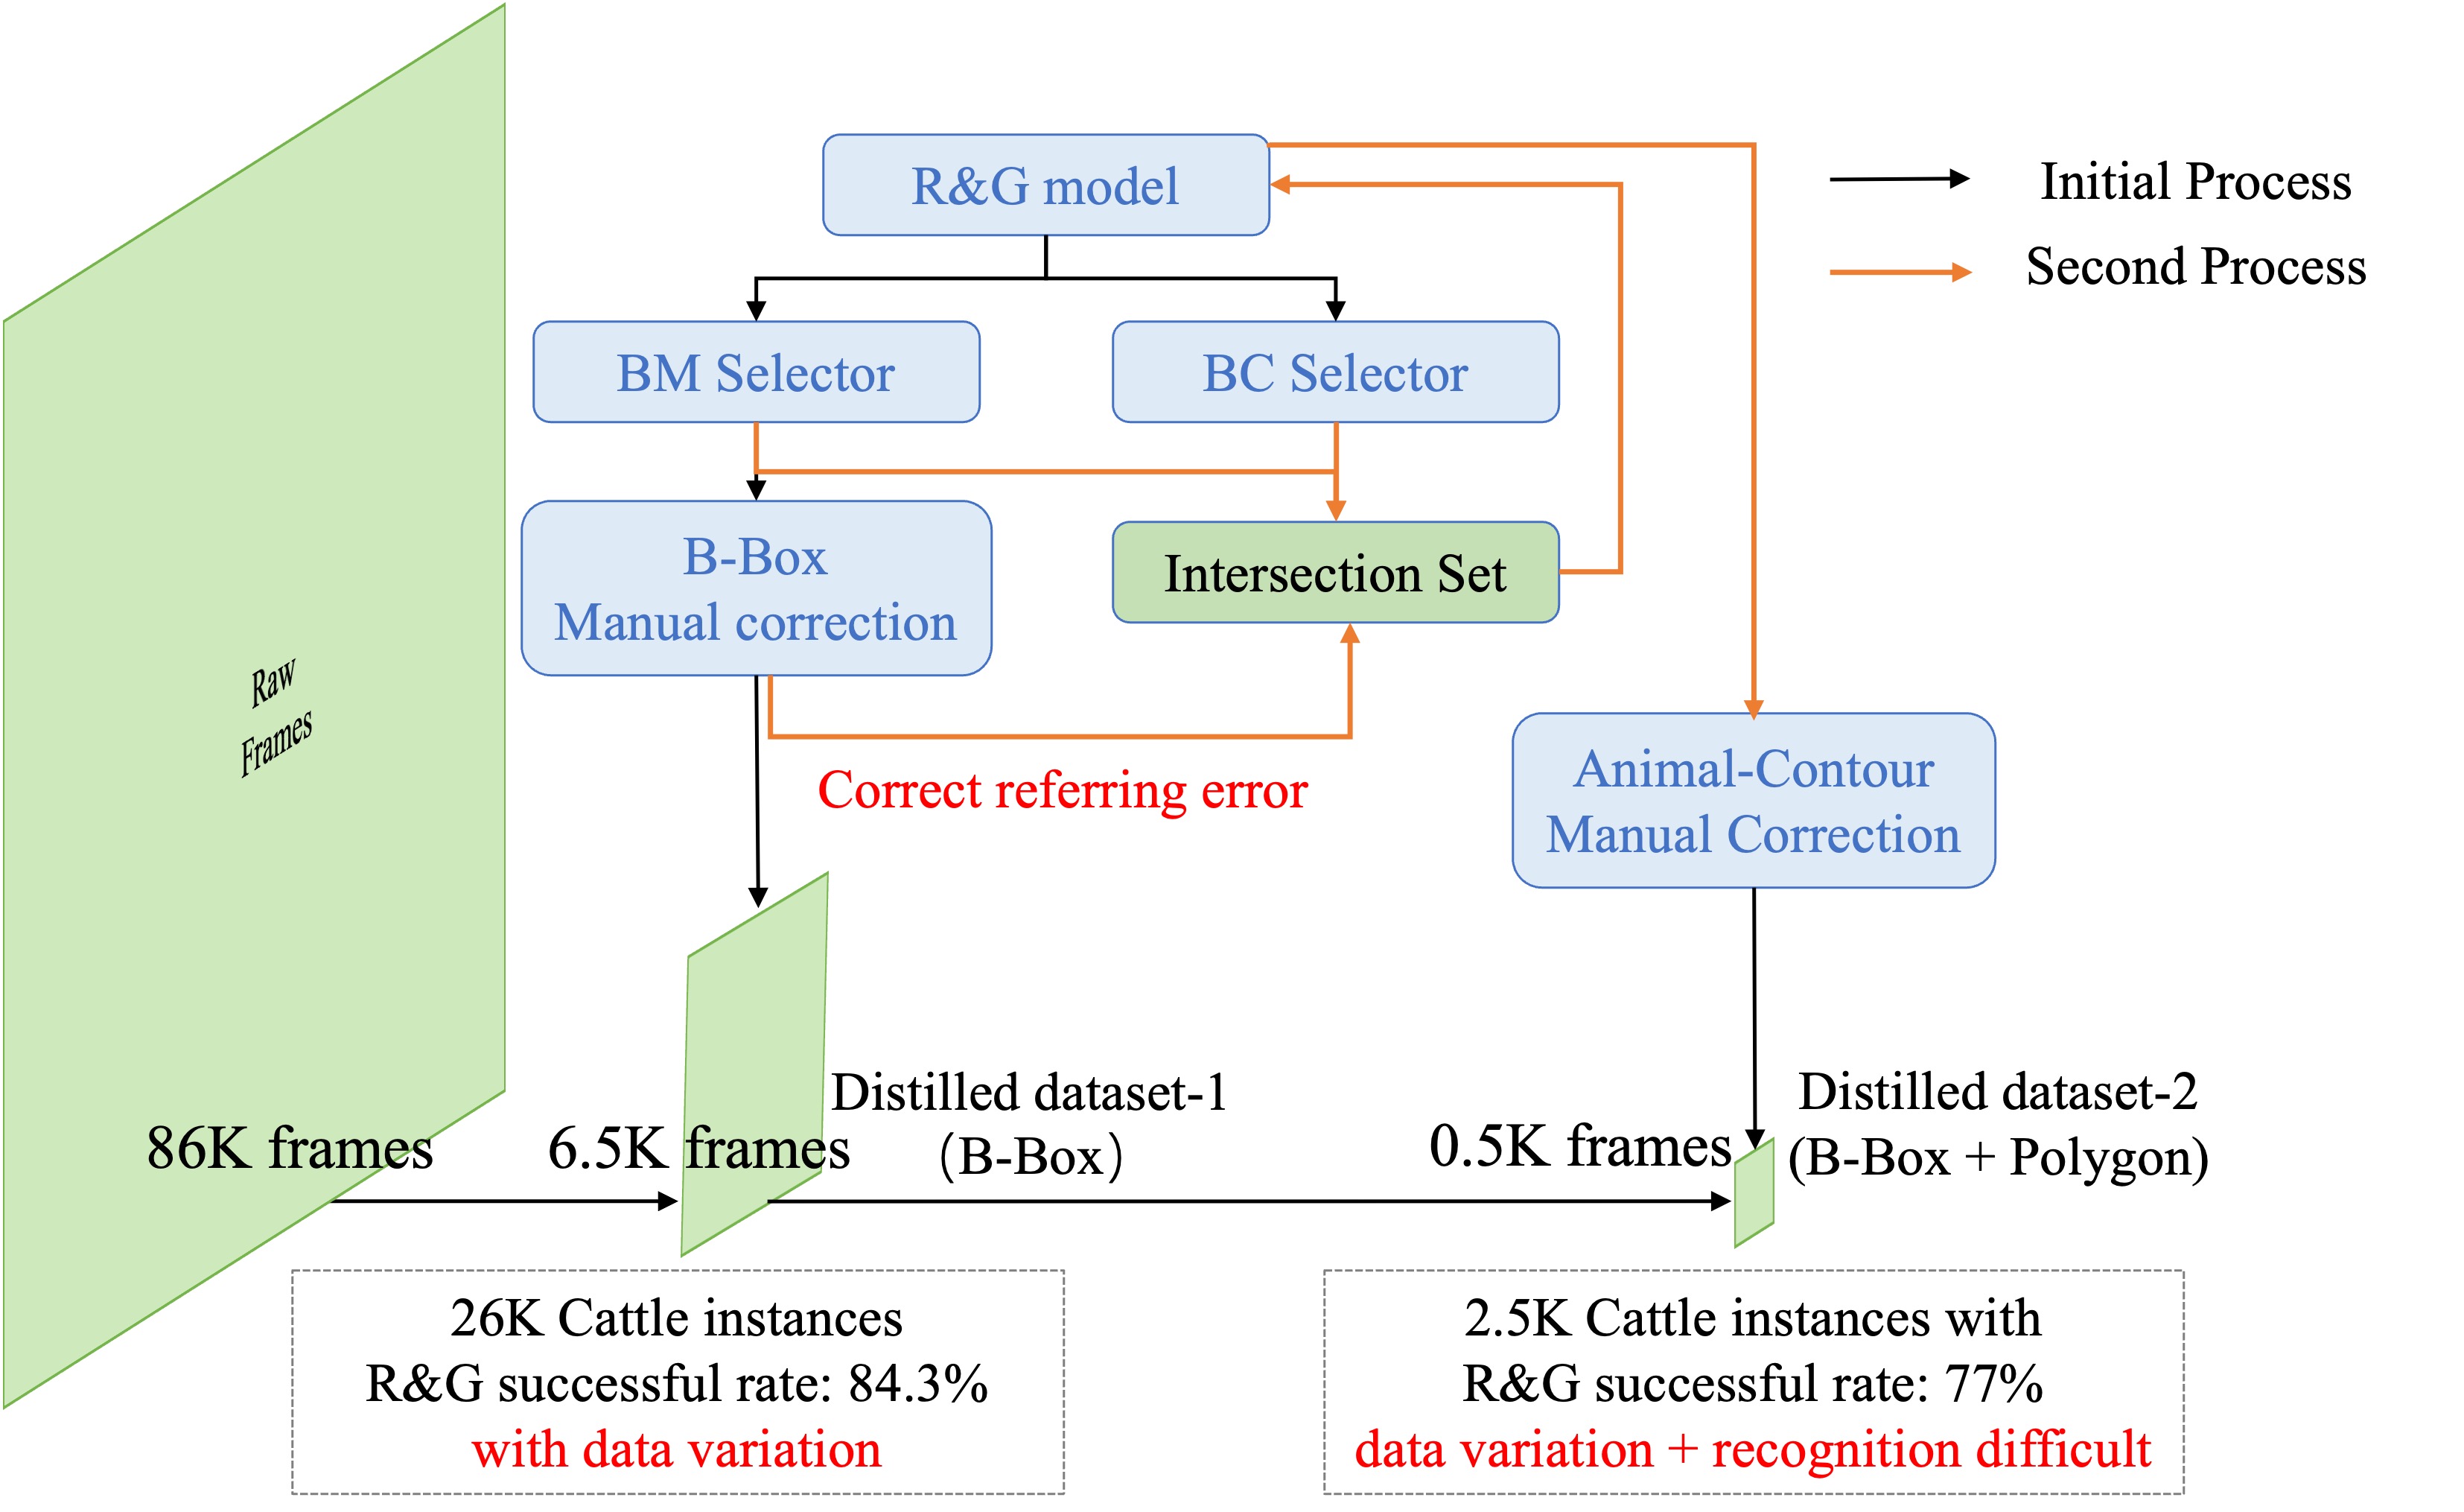 R&G model
Initial Process
Second Process
BM Selector
BC Selector
B-Box
Manual correction
Intersection Set
Raw
Frames
Correct referring error
Animal-Contour
Manual Correction
86K frames
6.5K frames
Distilled dataset-1
(B-Box)
0.5K frames
Distilled dataset-2
(B-Box + Polygon)
26K Cattle instances
R&G successful rate: 84.3%
with data variation
2.5K Cattle instances with
R&G successful rate: 77%
data variation + recognition difficult